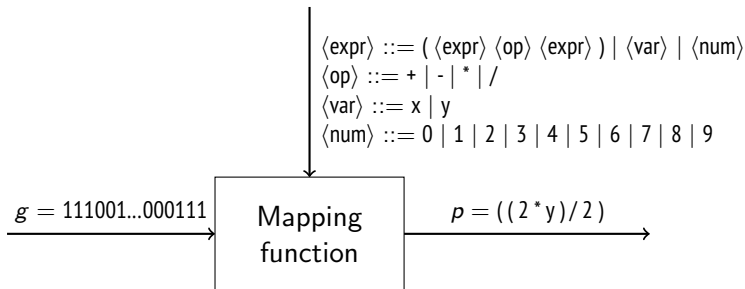 ⟨expr⟩ ::= ( ⟨expr⟩ ⟨op⟩ ⟨expr⟩ ) | ⟨var⟩ | ⟨num⟩
⟨op⟩ ::= + | - | * | /
⟨var⟩ ::= x | y
⟨num⟩ ::= 0 | 1 | 2 | 3 | 4 | 5 | 6 | 7 | 8 | 9
g = 111001...000111
Mapping
function
p = ( ( 2 * y ) / 2 )